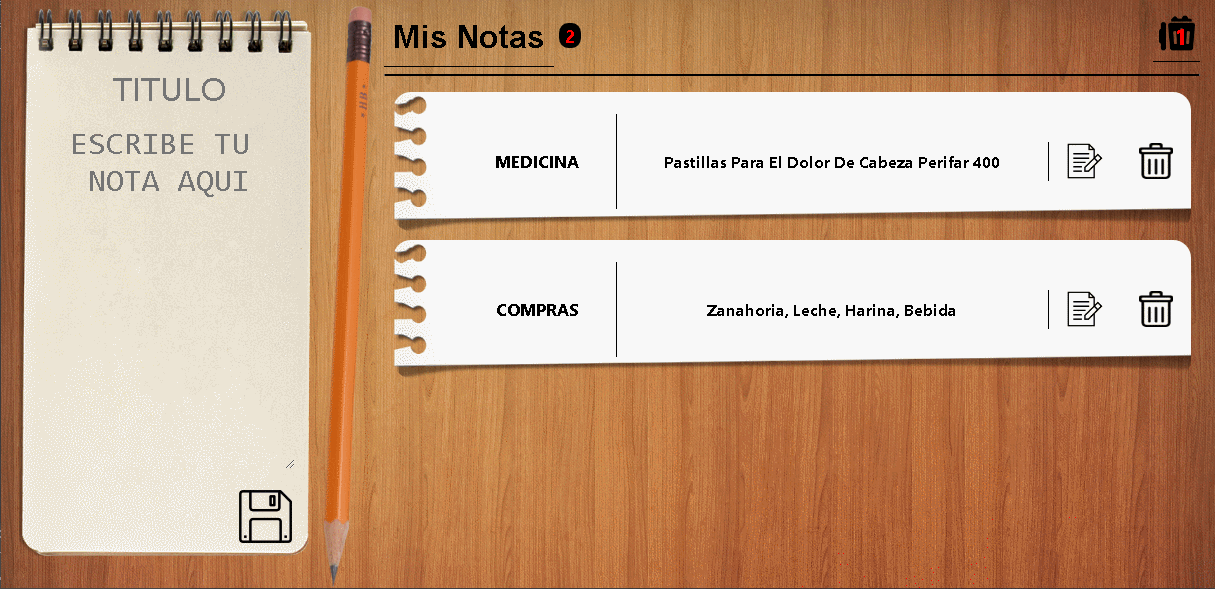 TITULO
ESCRIBE TU
NOTA AQUI
HB
Mis Notas 2
1
MEDICINA
Pastillas Para El Dolor De Cabeza Perifar 400
COMPRAS
Zanahoria, Leche, Harina, Bebida